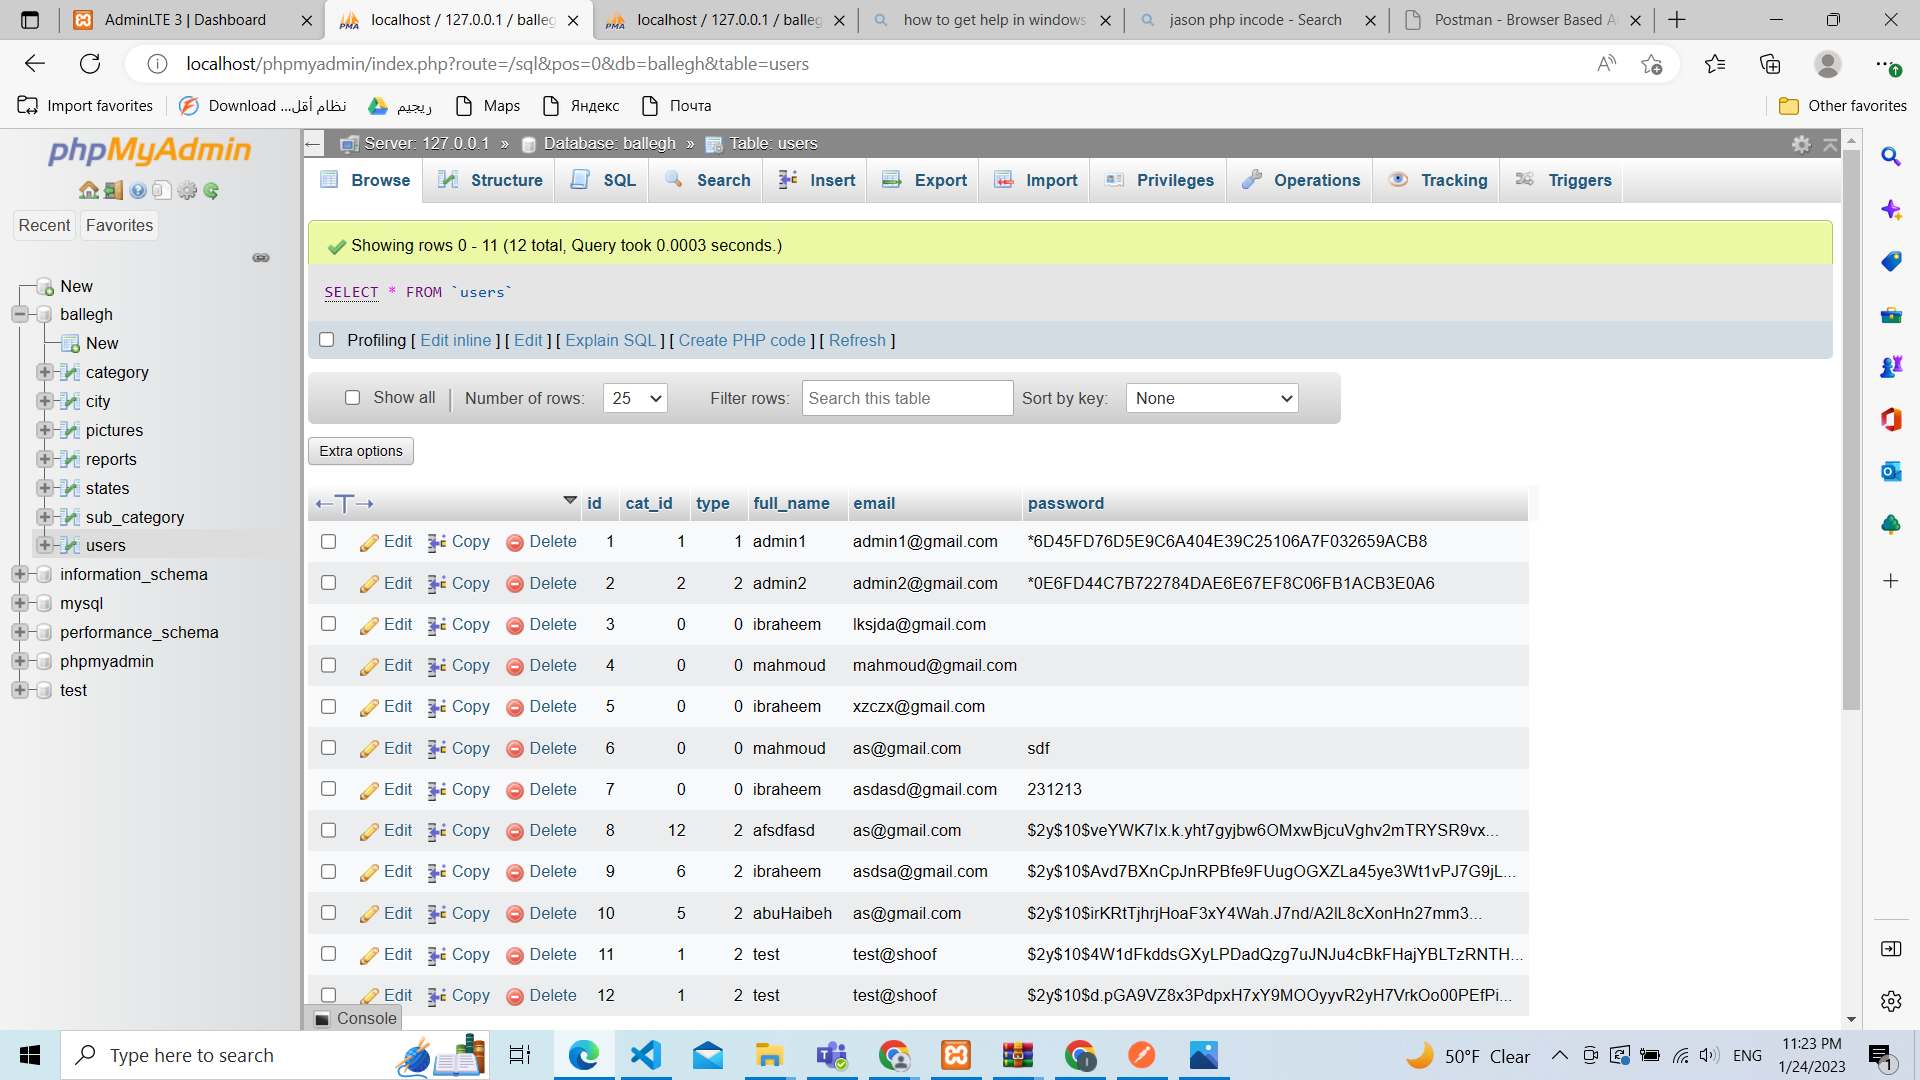 AdminLTE 3 | Dashboard
localhost / 127.0.0.1 / balleg
localhost / 127.0.0.1 / balleg
how to get help in windows
jason php incode - Search
Postman - Browser Based A
localhost/phpmyadmin/index.php?route=/sql&pos=0&db=ballegh&table=users
Import favorites
Download ...نظام أقل
ريجيم
Maps
Яндекс
Почта
Other favorites
phpMyAdmin
Recent
Favorites
New
ballegh
New
category
city
pictures
reports
states
sub_category
users
information_schema
mysql
performance_schema
phpmyadmin
test
Server: 127.0.0.1 » Database: ballegh » Table: users
Browse
Structure
SQL
Search
Insert
Export
Import
Privileges
Operations
Tracking
Triggers
Showing rows 0 - 11 (12 total, Query took 0.0003 seconds.)
SELECT * FROM `users`
Profiling [ Edit inline ] [ Edit ] [ Explain SQL ] [ Create PHP code ] [ Refresh ]
Show all | Number of rows: 25 Filter rows: Search this table Sort by key: None
Extra options
id cat_id type full_name email password
Edit Copy Delete 1 1 1 admin1 admin1@gmail.com *6D45FD76D5E9C6A404E39C25106A7F032659ACB8
Edit Copy Delete 2 2 2 admin2 admin2@gmail.com *0E6FD44C7B722784DAE6E67EF8C06FB1ACB3E0A6
Edit Copy Delete 3 0 0 ibraheem lksjda@gmail.com
Edit Copy Delete 4 0 0 mahmoud mahmoud@gmail.com
Edit Copy Delete 5 0 0 ibraheem xzczx@gmail.com
Edit Copy Delete 6 0 0 mahmoud as@gmail.com sdf
Edit Copy Delete 7 0 0 ibraheem asdasd@gmail.com 231213
Edit Copy Delete 8 12 2 afsdfasd as@gmail.com $2y$10$veYWK7lx.k.yht7gyjbw6OMxwBjcuVghv2mTRYSR9vx...
Edit Copy Delete 9 6 2 ibraheem asdsa@gmail.com $2y$10$Avd7BXnCpJnRPBfe9FUugOGXZLa45ye3Wt1vPJ7G9jL...
Edit Copy Delete 10 5 2 abuHaibeh as@gmail.com $2y$10$irKRtTjhrjHoaF3xY4Wah.J7nd/A2lL8cXonHn27mm3...
Edit Copy Delete 11 1 2 test test@shoof $2y$10$4W1dFkddsGXyLPDadQzg7uJNJu4cBkFHajYBLTzRNTH...
Edit Copy Delete 12 1 2 test test@shoof $2y$10$d.pGA9VZ8x3PdpxH7xY9MOOyyvR2yH7VrkOo00PEfPi...
Console
Type here to search
50°F Clear
ENG
11:23 PM
1/24/2023
1